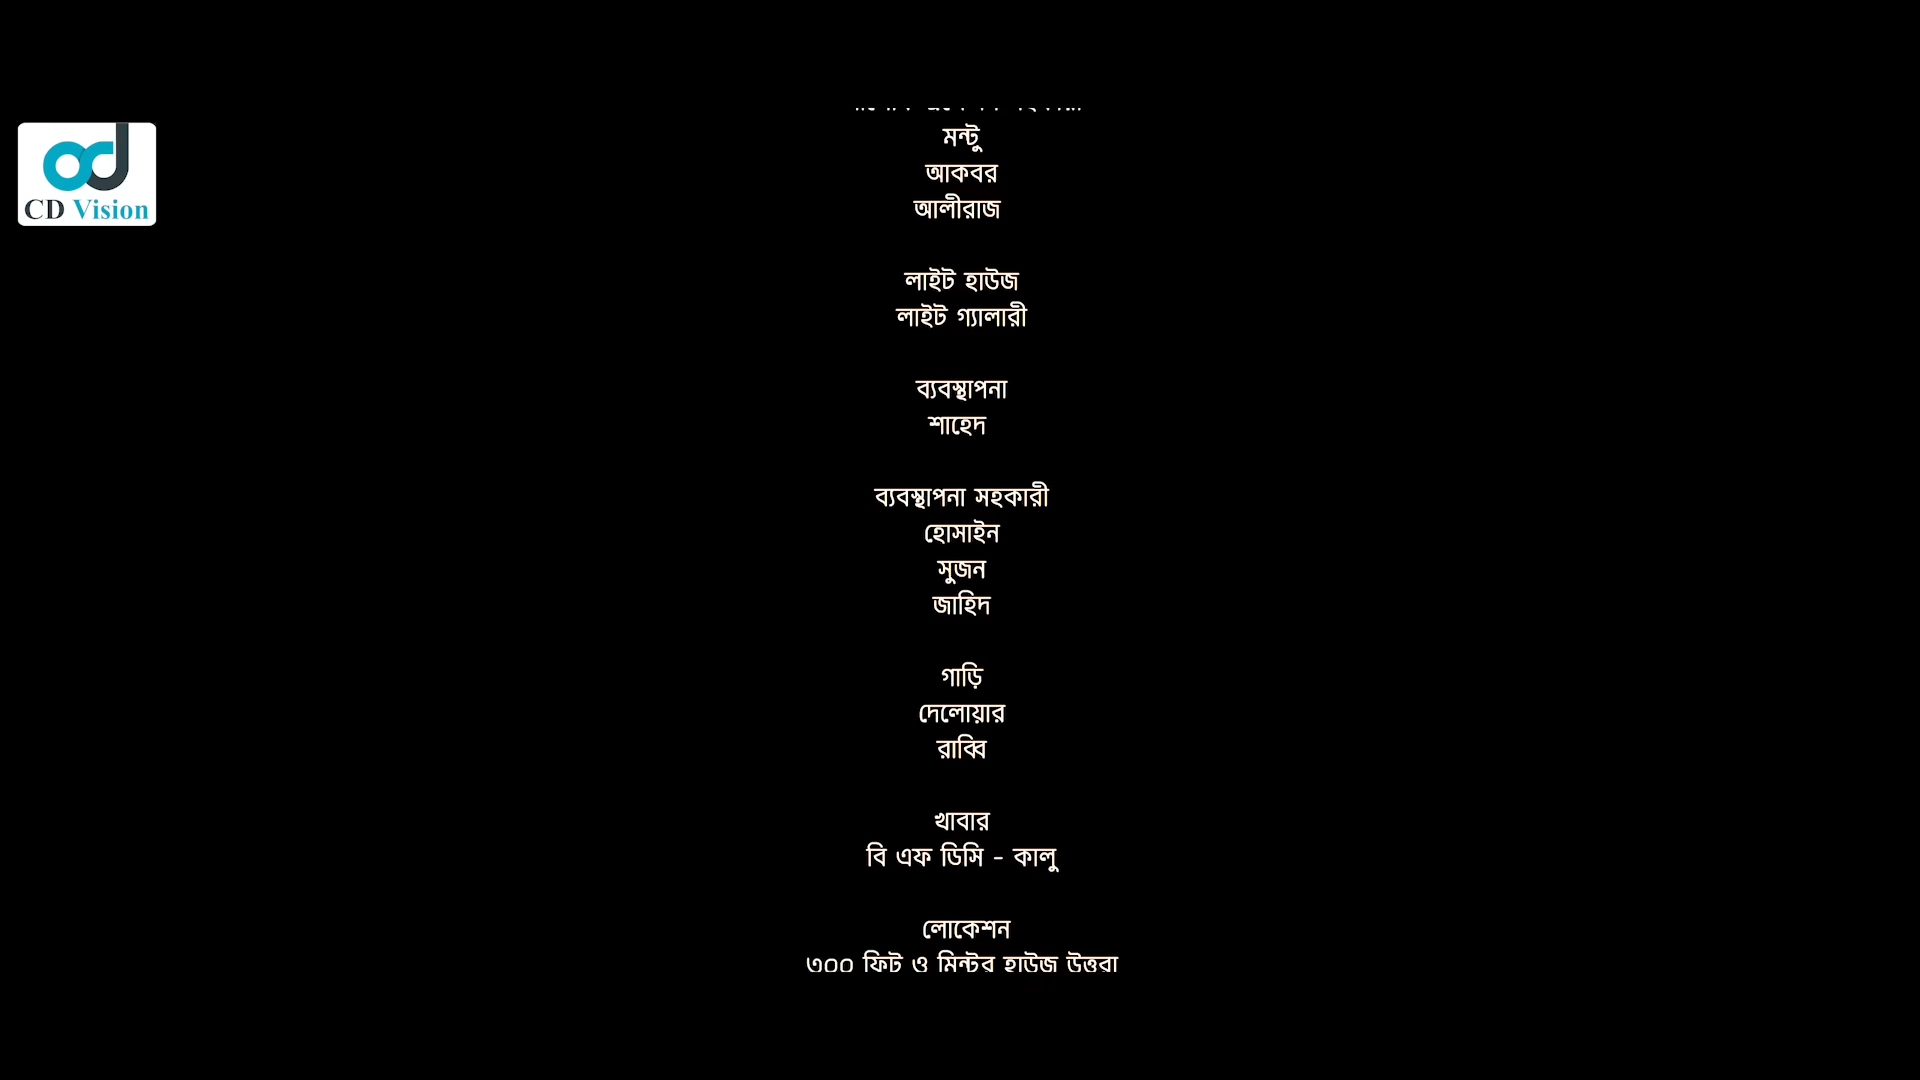 CD Vision
মন্টু
আকবর
আলীরাজ
লাইট হাউজ
লাইট গ্যালারী
ব্যবস্থাপনা
শাহেদ
ব্যবস্থাপনা সহকারী
হোসাইন
সুজন
জাহিদ
গাড়ি
দেলোয়ার
রাব্বি
খাবার
বি এফ ডিসি - কালু
লোকেশন
৩০০ ফিট ও মিন্টুর হাউজ উত্তরা